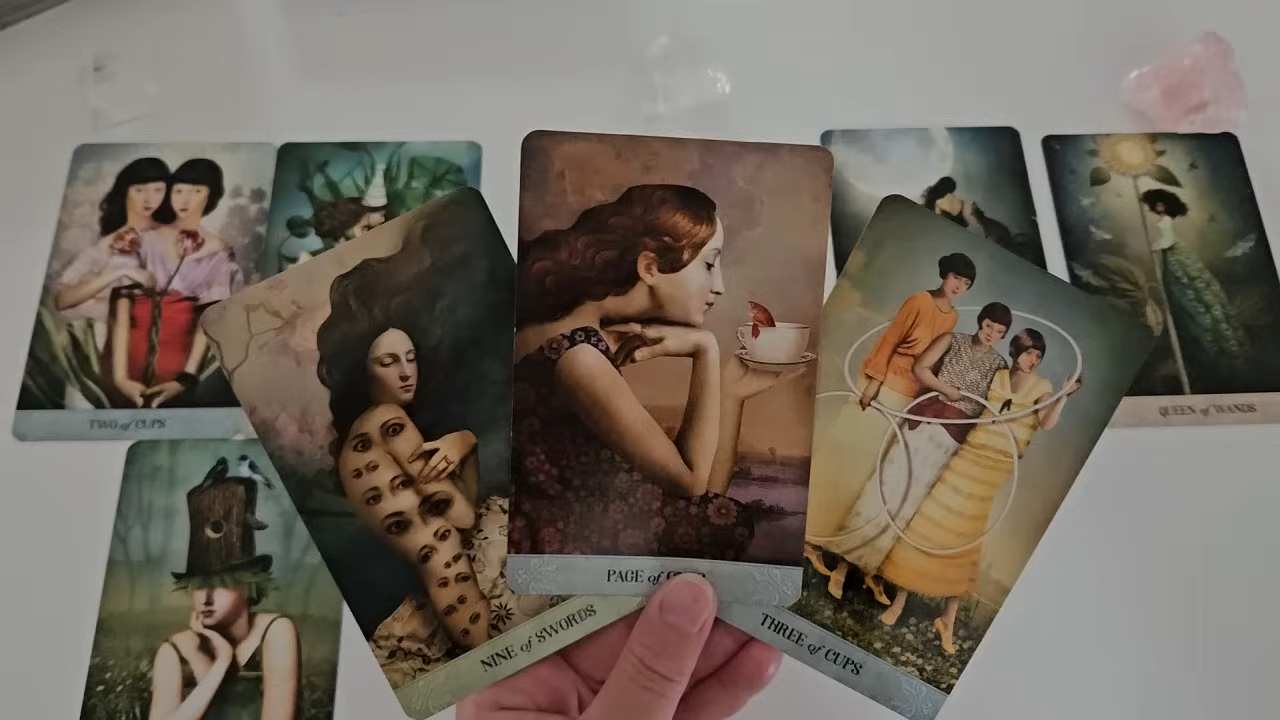 TWO of CUPS
QUEEN of WANDS
PAGE of
NINE of SWORDS
THREE of CUPS